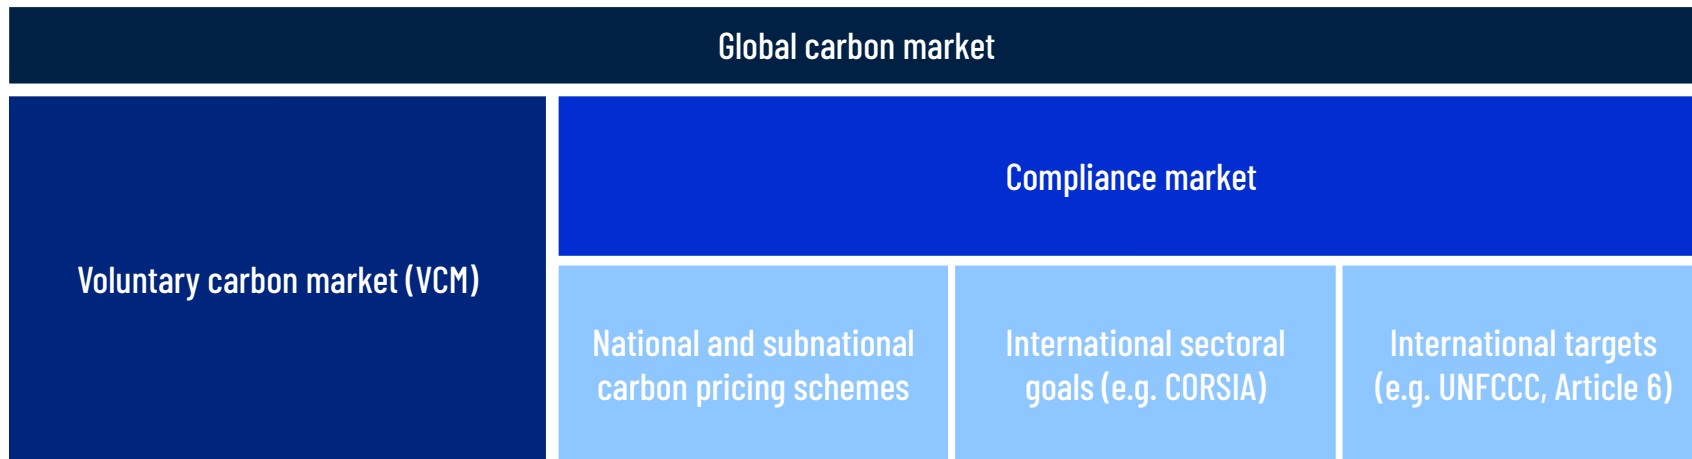 Global carbon market
Voluntary carbon market (VCM)
Compliance market
National and subnational
carbon pricing schemes
International sectoral
goals (e.g. CORSIA)
International targets
(e.g. UNFCCC, Article 6)